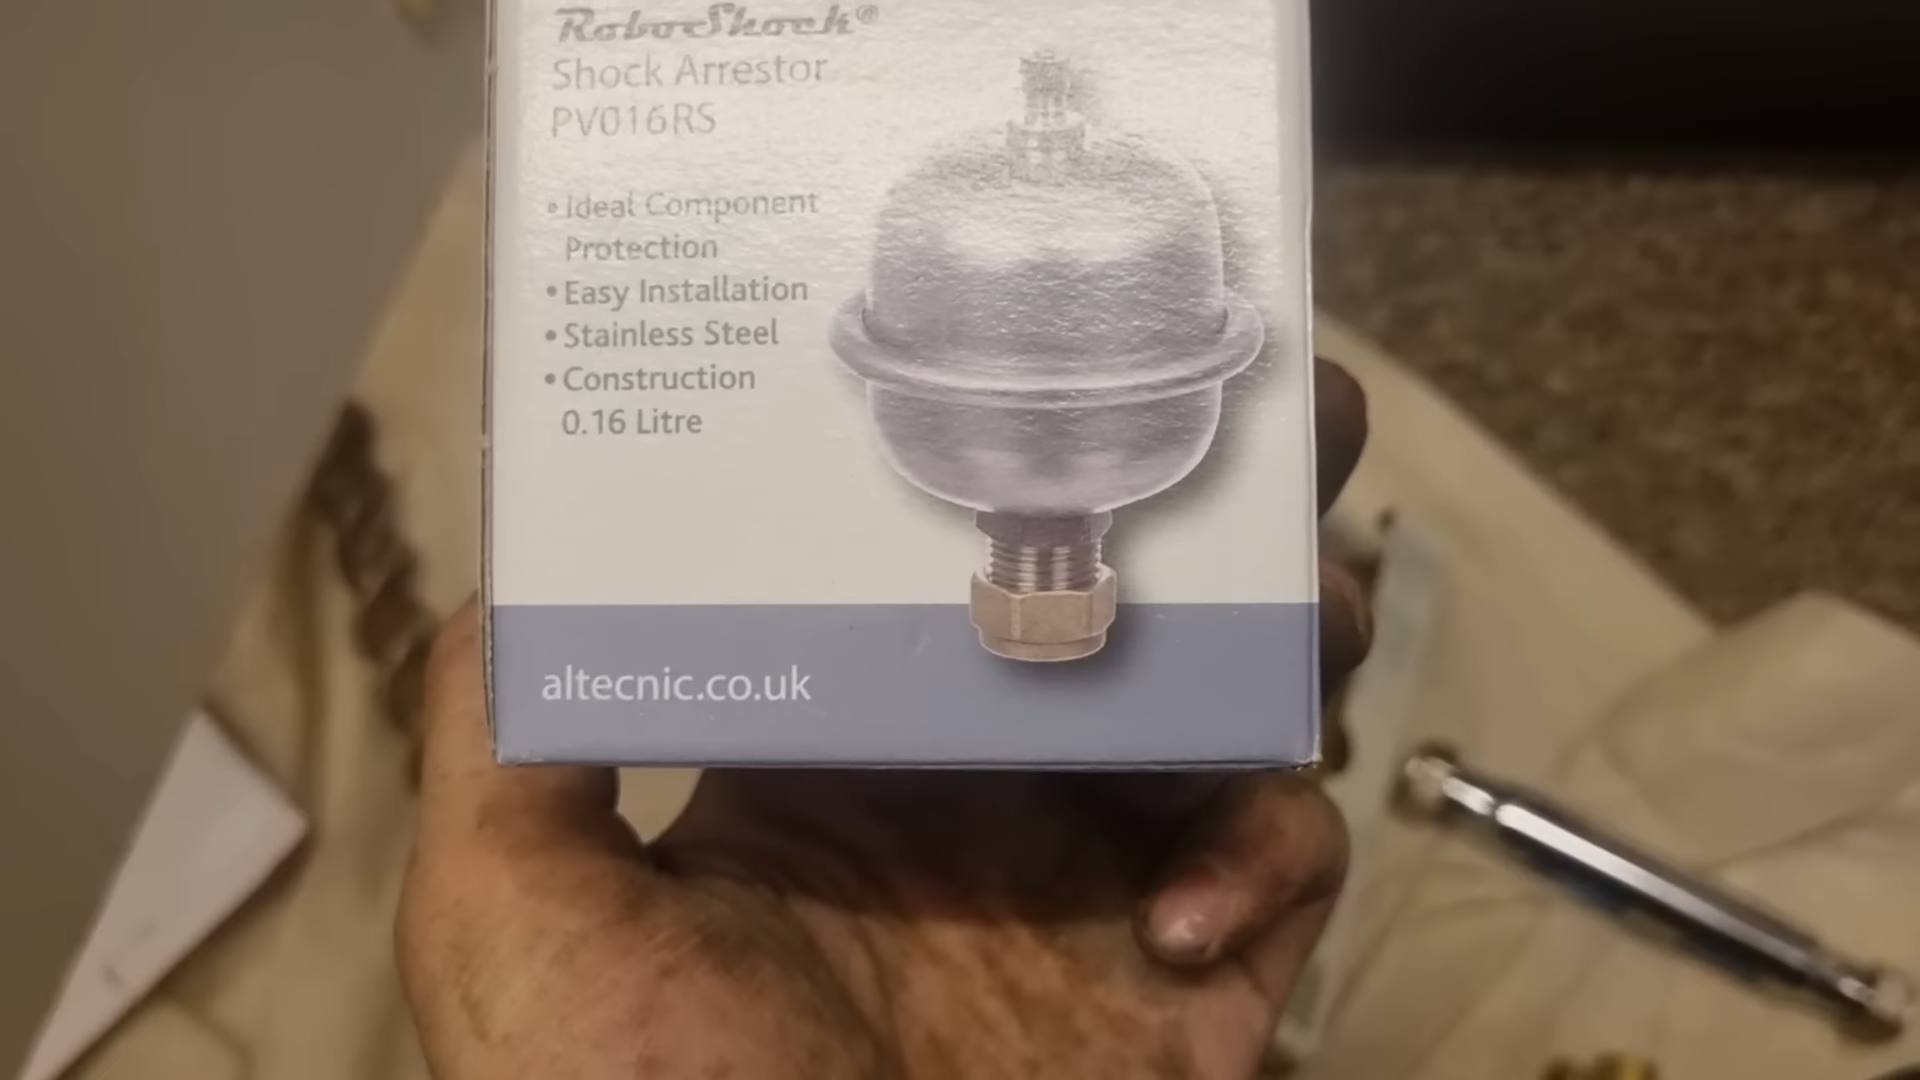 RoboShock®
Shock Arrestor
PV016RS
• Ideal Component
Protection
• Easy Installation
• Stainless Steel
• Construction
0.16 Litre
altecnic.co.uk